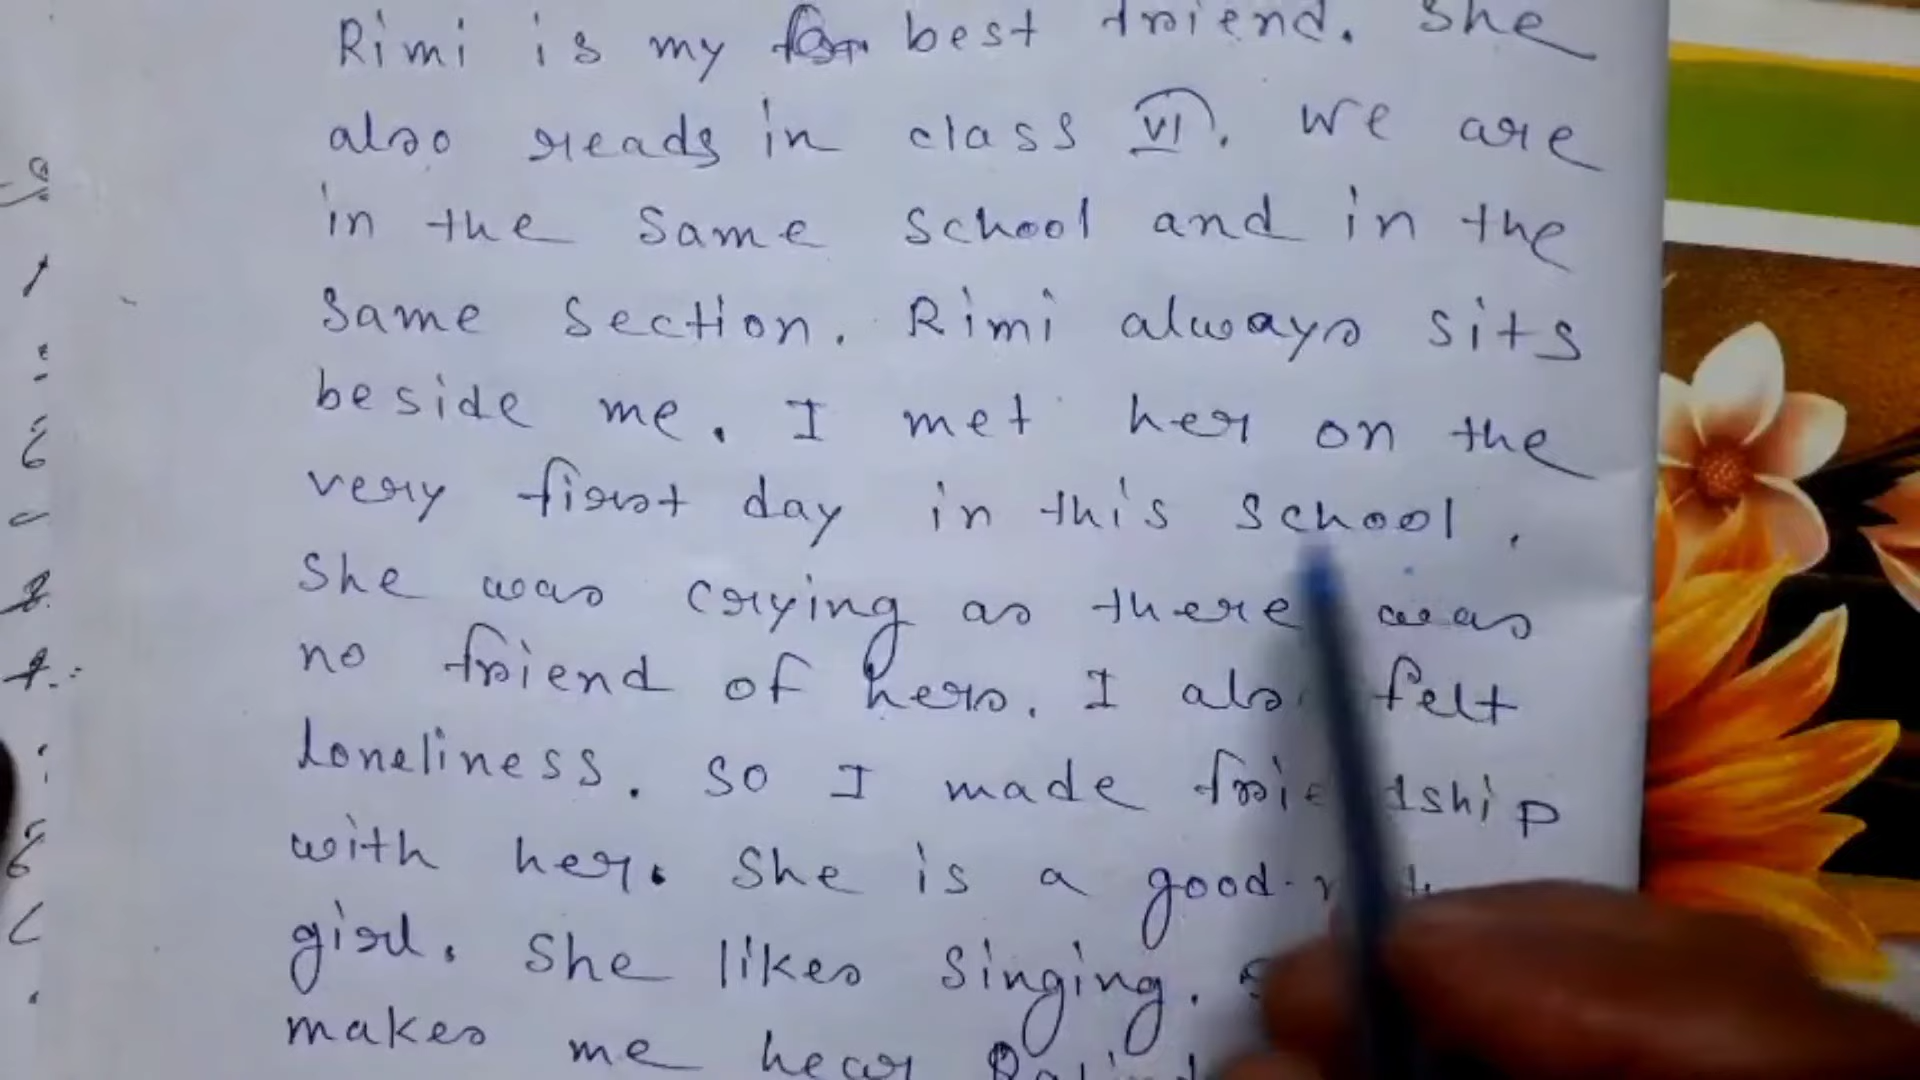 Rimi is my best friend. She
also reads in class VI. We are
in the same school and in the
same section. Rimi always sits
beside me. I met her on the
very first day in this school.
She was crying as there was
no friend of hers. I also felt
loneliness. So I made friendship
with her. She is a good
girl. She likes singing.
makes me hear